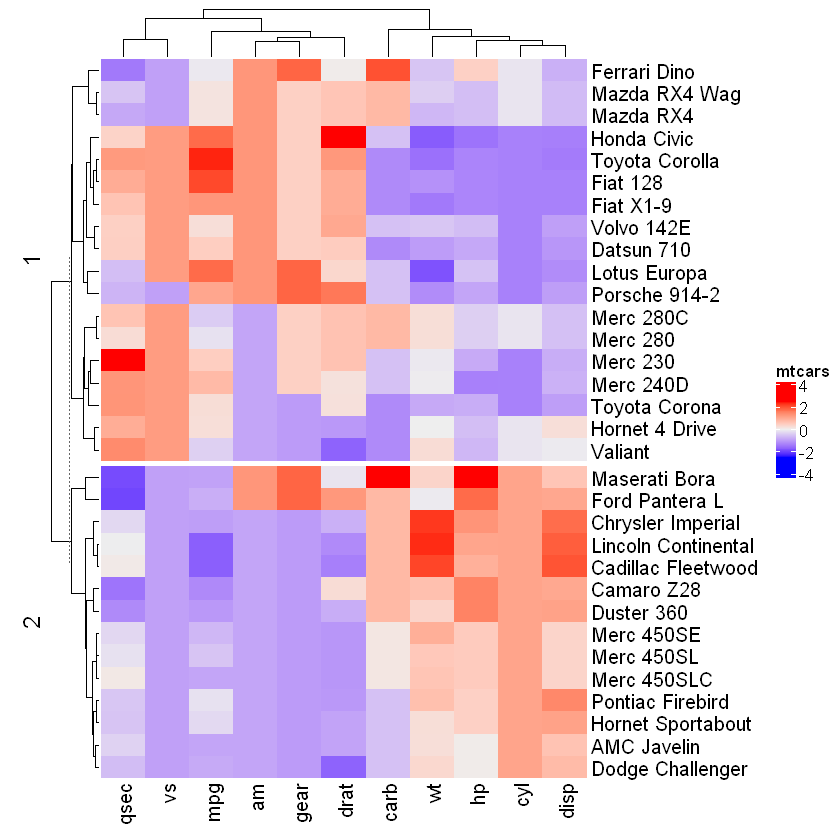 Ferrari Dino
Mazda RX4 Wag
Mazda RX4
Honda Civic
Toyota Corolla
Fiat 128
Fiat X1-9
Volvo 142E
Datsun 710
Lotus Europa
Porsche 914-2
Merc 280C
Merc 280
Merc 230
Merc 240D
Toyota Corona
Hornet 4 Drive
Valiant
1
Maserati Bora
Ford Pantera L
Chrysler Imperial
Lincoln Continental
Cadillac Fleetwood
Camaro Z28
Duster 360
Merc 450SE
Merc 450SL
Merc 450SLC
Pontiac Firebird
Hornet Sportabout
AMC Javelin
Dodge Challenger
2
qsec vs mpg am gear drat carb wt hp cyl disp
mtcars
4
2
0
-2
-4